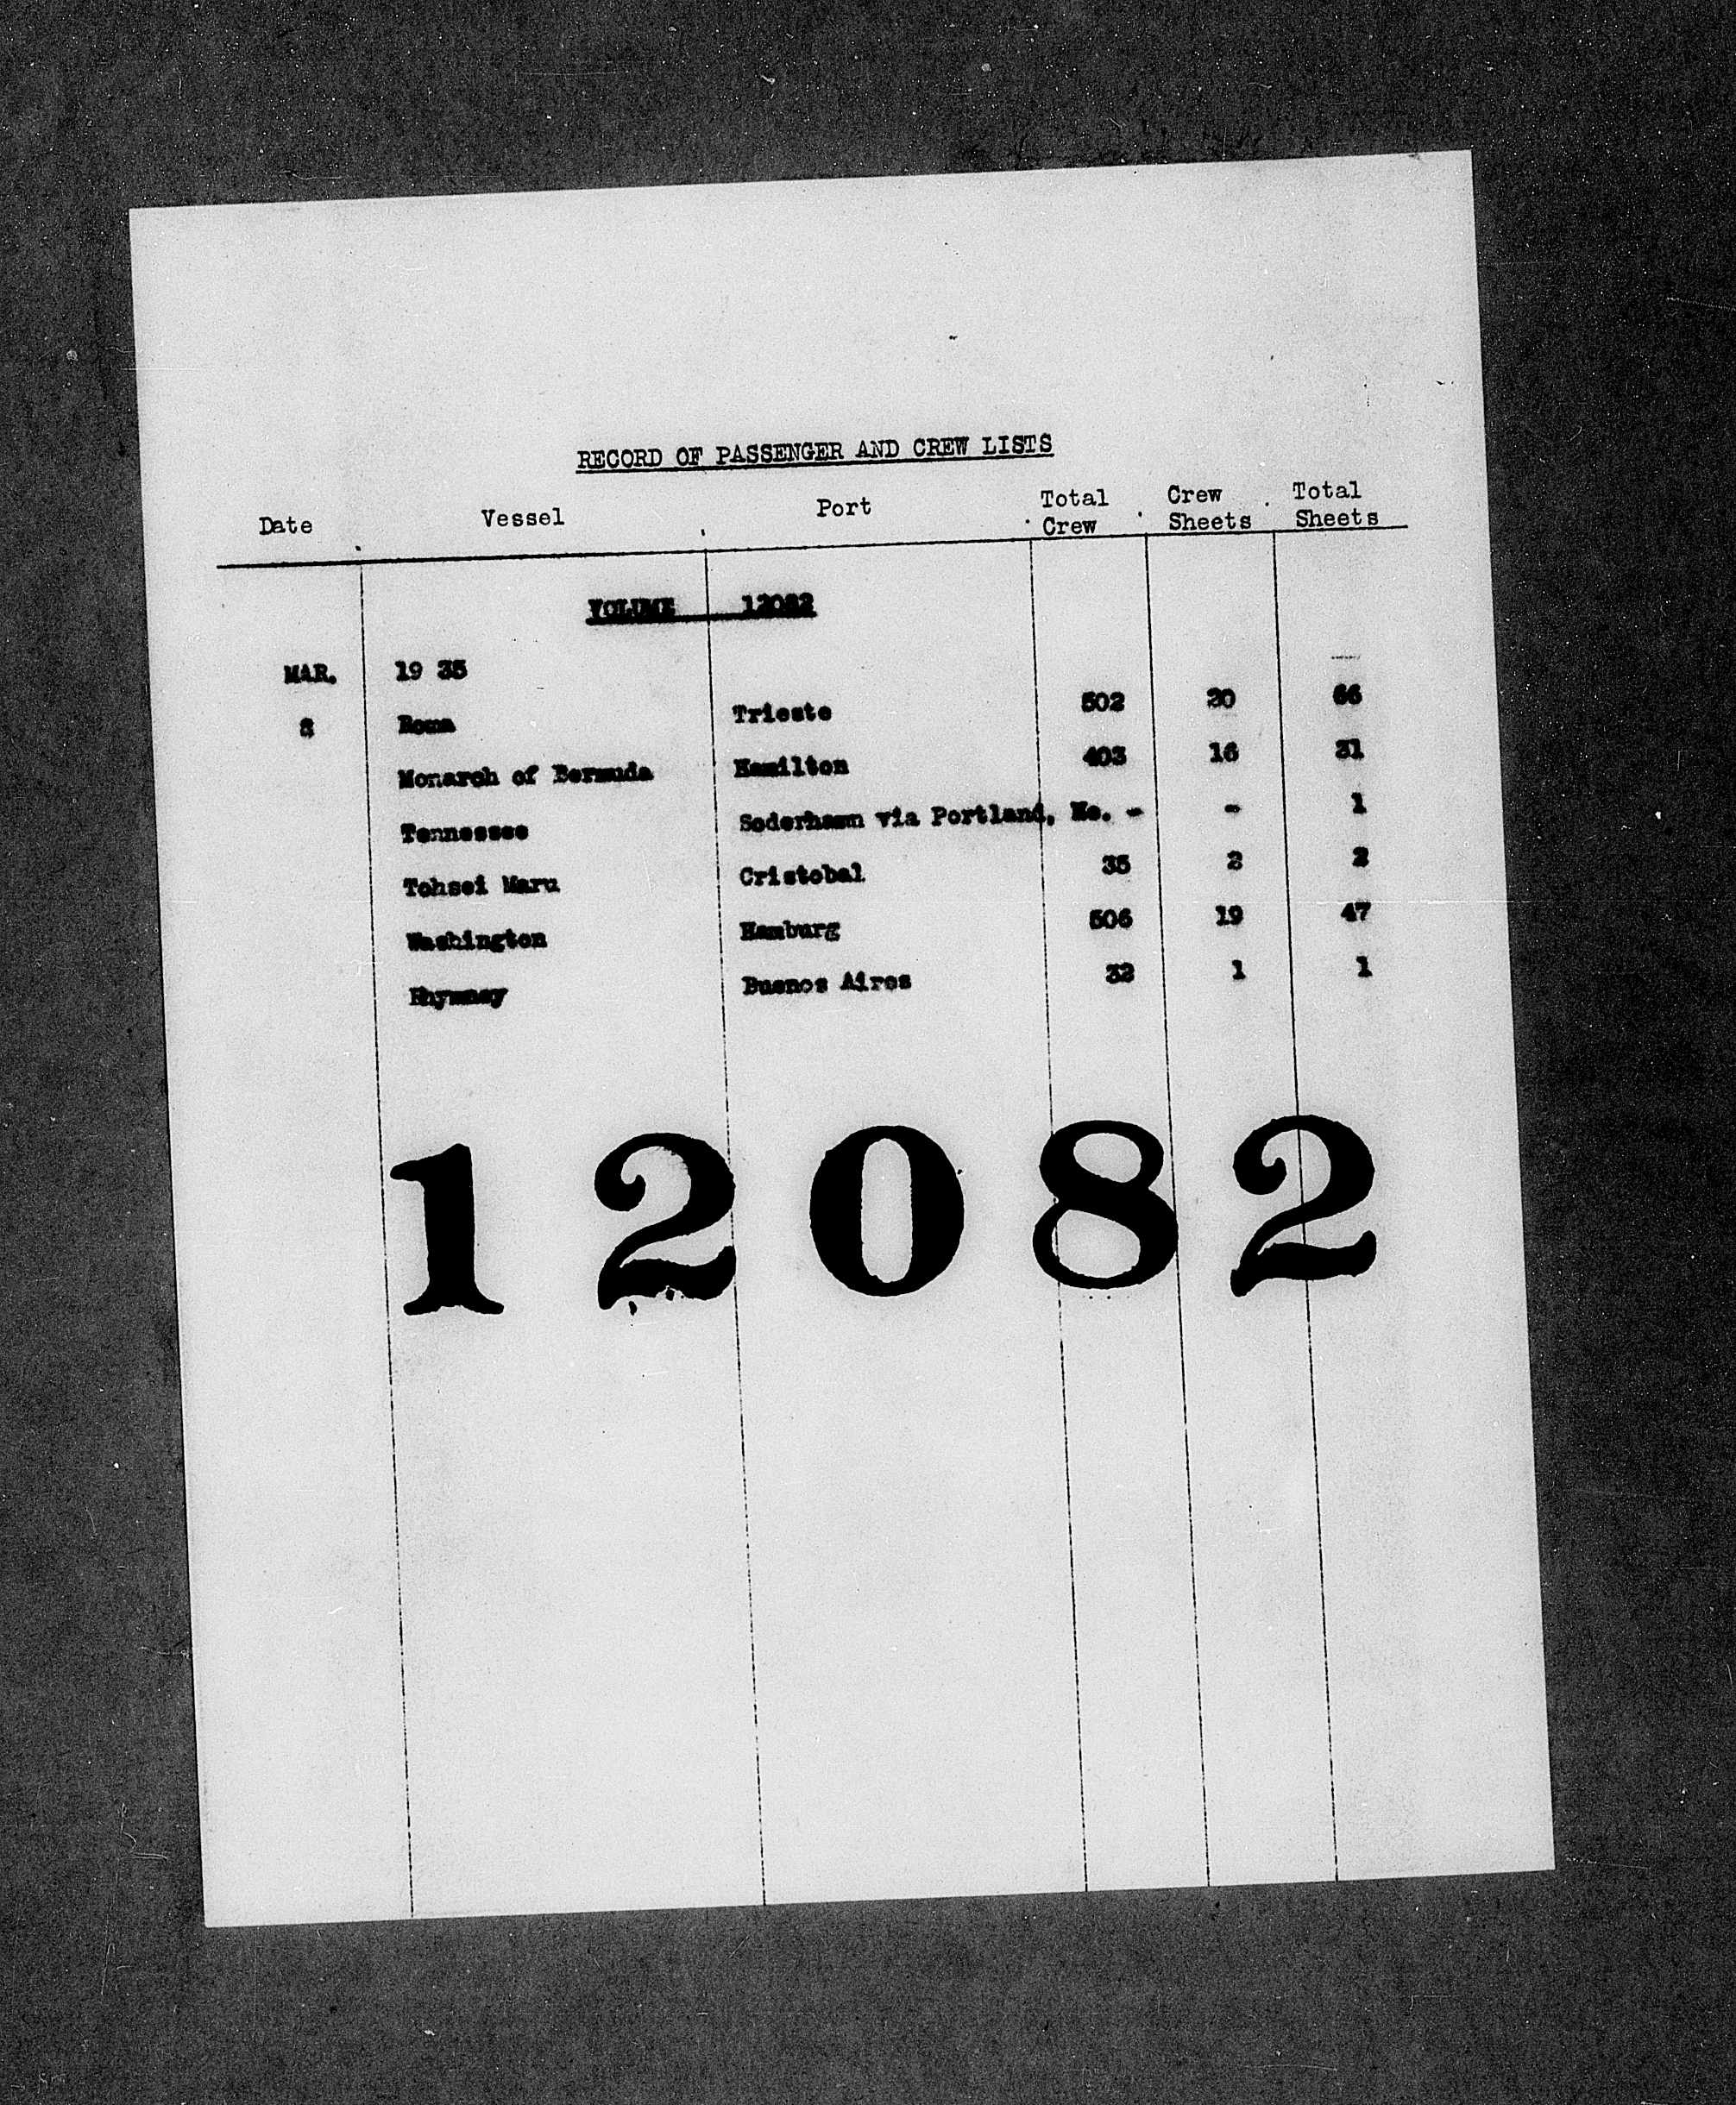 RECORD OF PASSENGER AND CREW LISTS
Date Vessel Port Total Crew Crew Sheets Total Sheets
VOLUME 12082
MAR. 19 35
8 Roma Trieste 502 20 66
Monarch of Bermuda Hamilton 403 16 31
Tennessee Soderhamn via Portland, Me. - - 1
Tohsei Maru Cristobal 35 2 2
Washington Hamburg 506 19 47
Rhymney Buenos Aires 32 1 1
12082